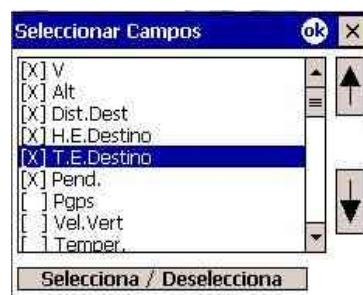 Seleccionar Campos ok
[X] V
[X] Alt
[X] Dist.Dest
[X] H.E.Destino
[X] T.E.Destino
[X] Pend.
[ ] Pgps
[ ] Vel.Vert
[ ] Temper.
Selecciona / Deselecciona